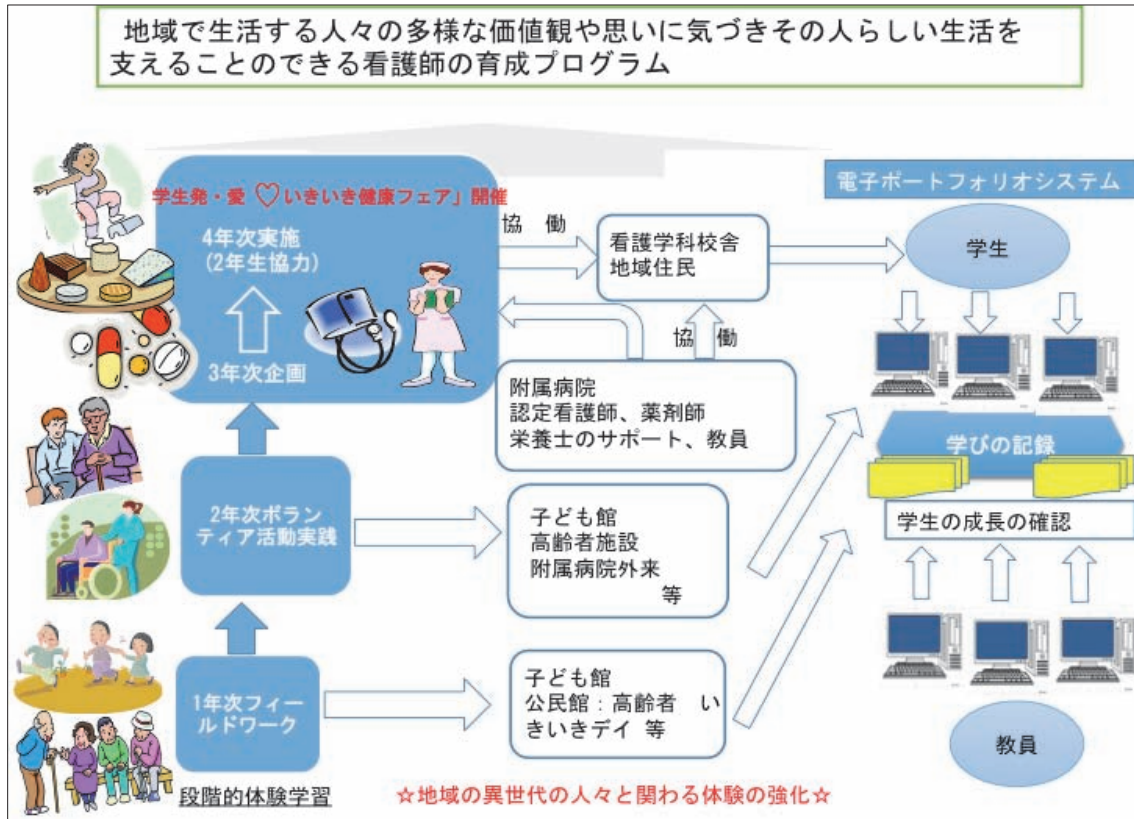 地域で生活する人々の多様な価値観や思いに気づきその人らしい生活を
支えることのできる看護師の育成プログラム
学生発・愛♡いきいき健康フェア」開催
4年次実施
(2年生協力)
3年次企画
協 働
看護学科校舎
地域住民
協 働
附属病院
認定看護師、薬剤師
栄養士のサポート、教員
2年次ボラン
ティア活動実践
子ども館
高齢者施設
附属病院外来
等
1年次フィー
ルドワーク
子ども館
公民館：高齢者 い
きいきデイ 等
段階的体験学習
☆地域の異世代の人々と関わる体験の強化☆
電子ポートフォリオシステム
学生
学びの記録
学生の成長の確認
教員